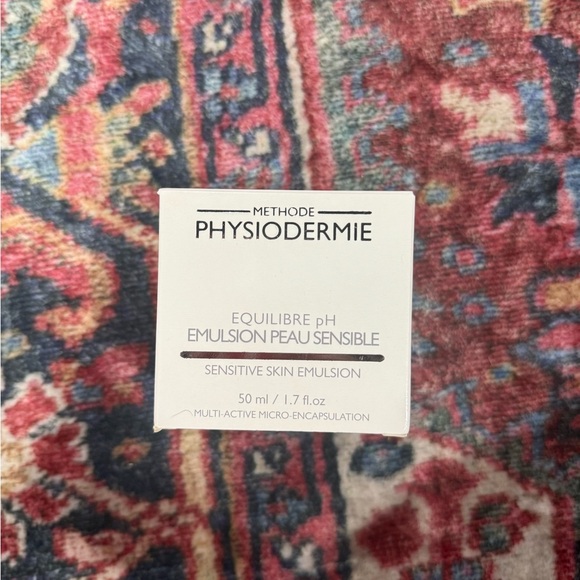 METHODE
PHYSIODERMiE
EQUILIBRE pH
EMULSION PEAU SENSIBLE
SENSITIVE SKIN EMULSION
50 ml / 1.7 fl.oz
MULTI-ACTIVE MICRO-ENCAPSULATION